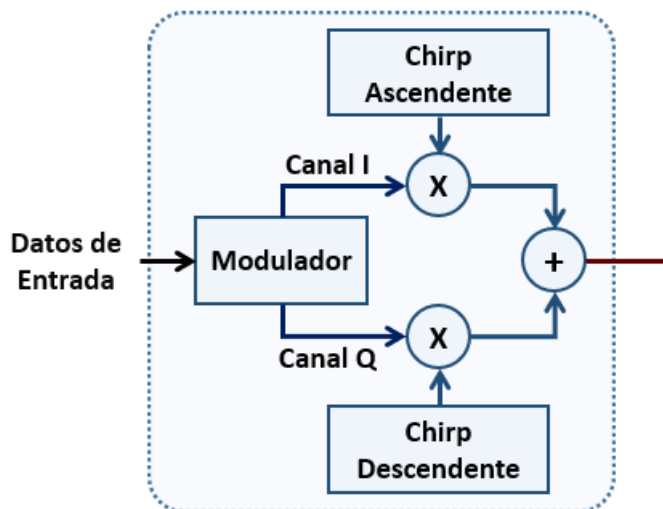 Chirp
Ascendente
Canal I
X
Datos de
Entrada
Modulador
+
Canal Q
X
Chirp
Descendente